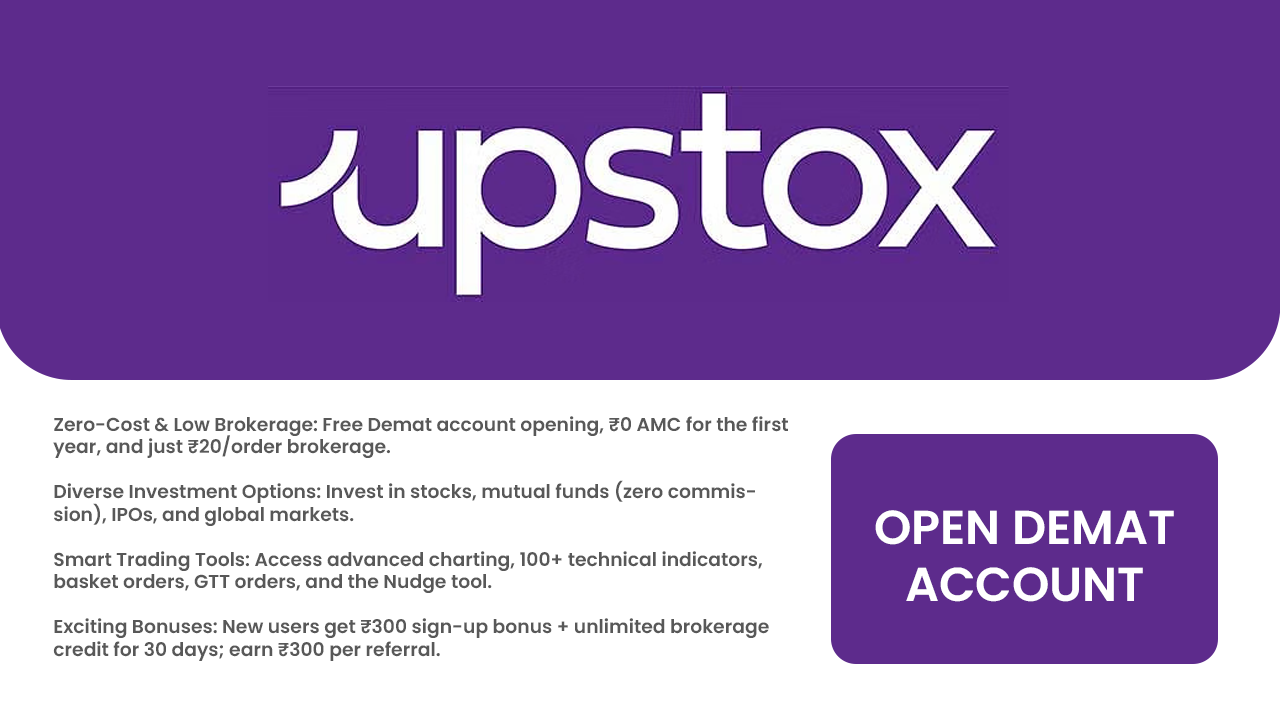 upstox
Zero-Cost & Low Brokerage: Free Demat account opening, ₹0 AMC for the first
year, and just ₹20/order brokerage.
Diverse Investment Options: Invest in stocks, mutual funds (zero commis-
sion), IPOs, and global markets.
Smart Trading Tools: Access advanced charting, 100+ technical indicators,
basket orders, GTT orders, and the Nudge tool.
Exciting Bonuses: New users get ₹300 sign-up bonus + unlimited brokerage
credit for 30 days; earn ₹300 per referral.
OPEN DEMAT
ACCOUNT